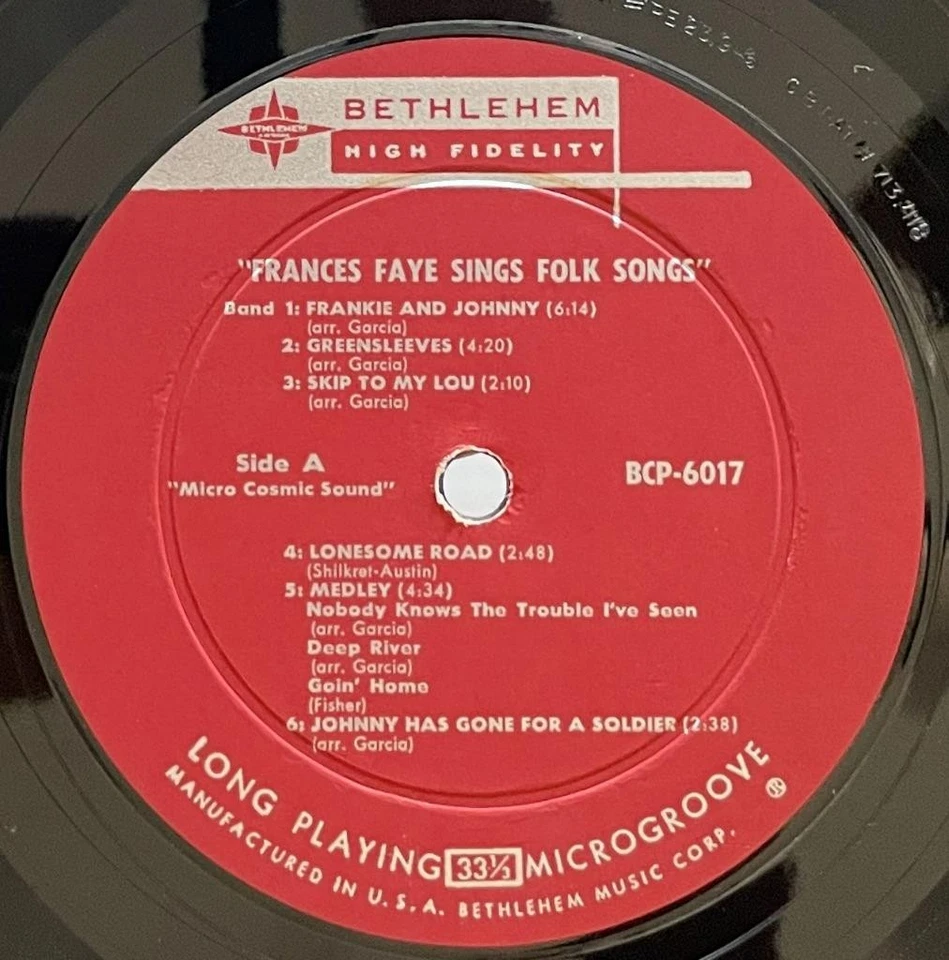 BETHLEHEM
BETHLEHEM
HIGH FIDELITY
"FRANCES FAYE SINGS FOLK SONGS"
Band 1: FRANKIE AND JOHNNY (6:14)
(arr. Garcia)
2: GREENSLEEVES (4:20)
(arr. Garcia)
3: SKIP TO MY LOU (2:10)
(arr. Garcia)
Side A
"Micro Cosmic Sound"
BCP-6017
4: LONESOME ROAD (2:48)
(Shilkret-Austin)
5: MEDLEY (4:34)
Nobody Knows The Trouble I've Seen
(arr. Garcia)
Deep River
(arr. Garcia)
Goin' Home
(Fisher)
6: JOHNNY HAS GONE FOR A SOLDIER (2:38)
(arr. Garcia)
LONG PLAYING 33⅓ MICROGROOVE
MANUFACTURED IN U.S.A. BETHLEHEM MUSIC CORP.